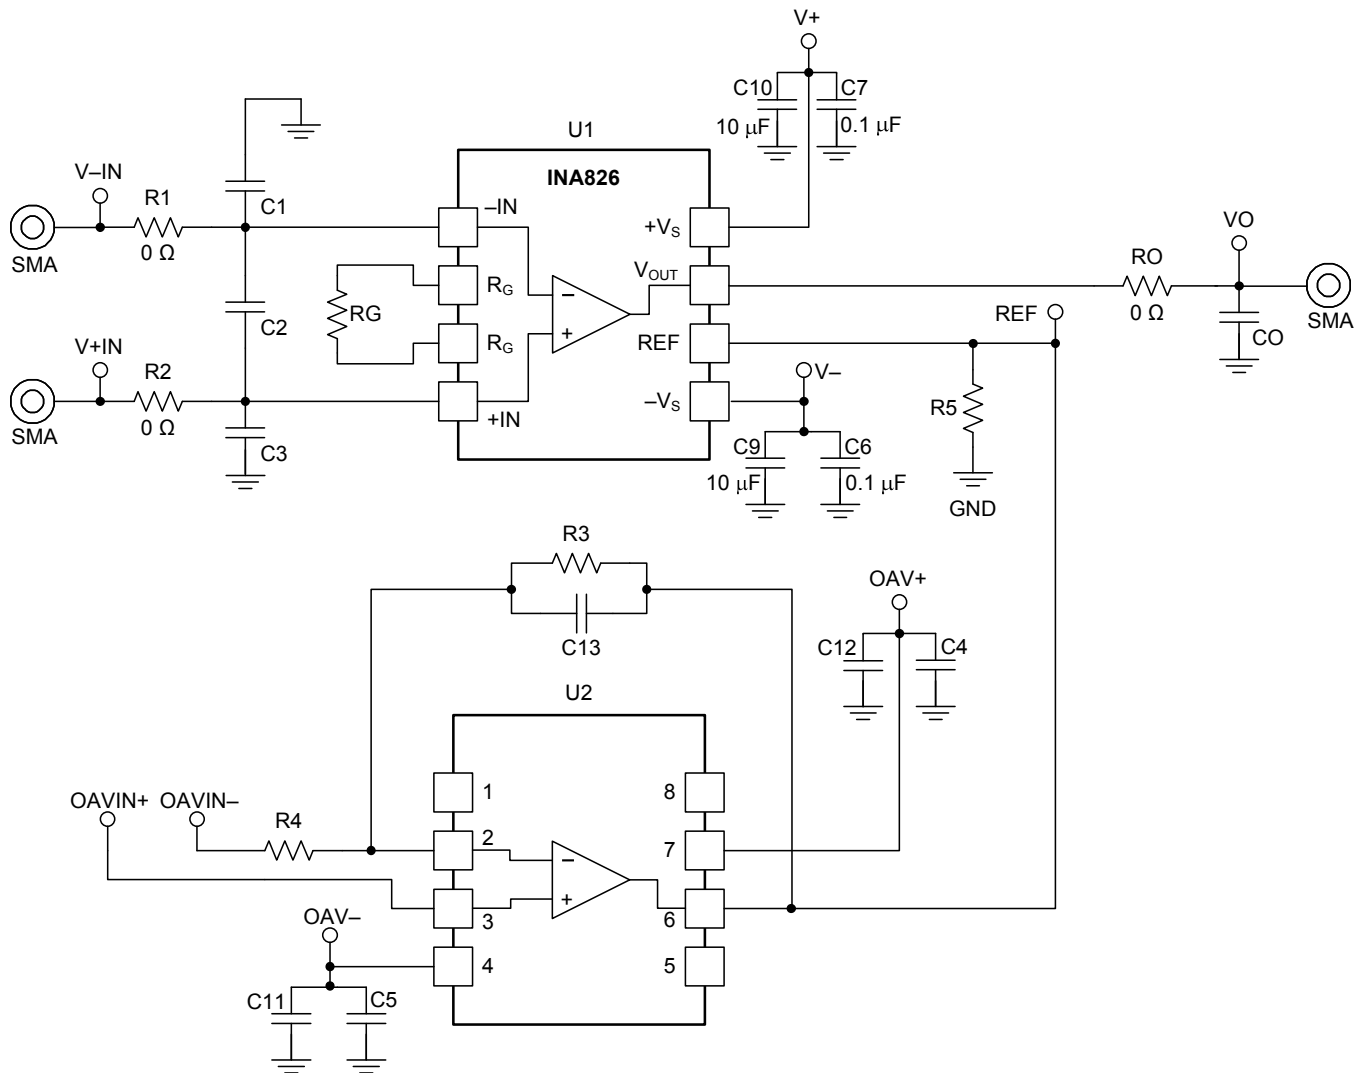 V+
C10
C7
10 μF
0.1 μF
U1
V–IN
R1
C1
INA826
–IN
+VS
SMA
0 Ω
VOUT
RO
VO
RG
RG
C2
REF
0 Ω
SMA
RG
REF
CO
V+IN
R2
V–
–VS
R5
SMA
0 Ω
+IN
C3
C9
C6
10 μF
0.1 μF
GND
R3
OAV+
C13
C12
C4
U2
OAVIN+
OAVIN–
1
8
R4
2
7
3
6
OAV–
4
5
C11
C5